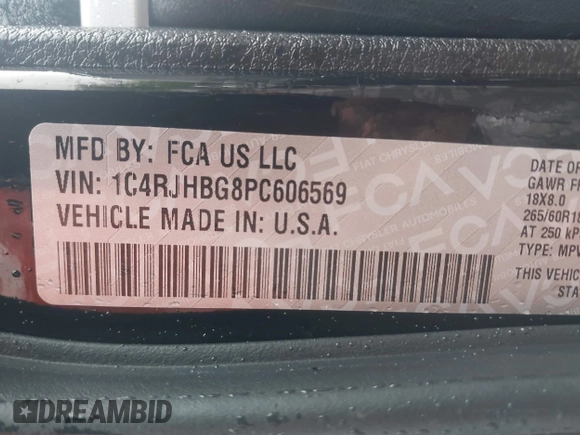 MFD BY: FCA US LLC
VIN: 1C4RJHBG8PC606569
VEHICLE MADE IN: U.S.A.
DATE OF
GAWR F
18X8.0
265/60R1
AT 250 kP
TYPE: MPV
THIS VEHIC
STA
DREAMBID